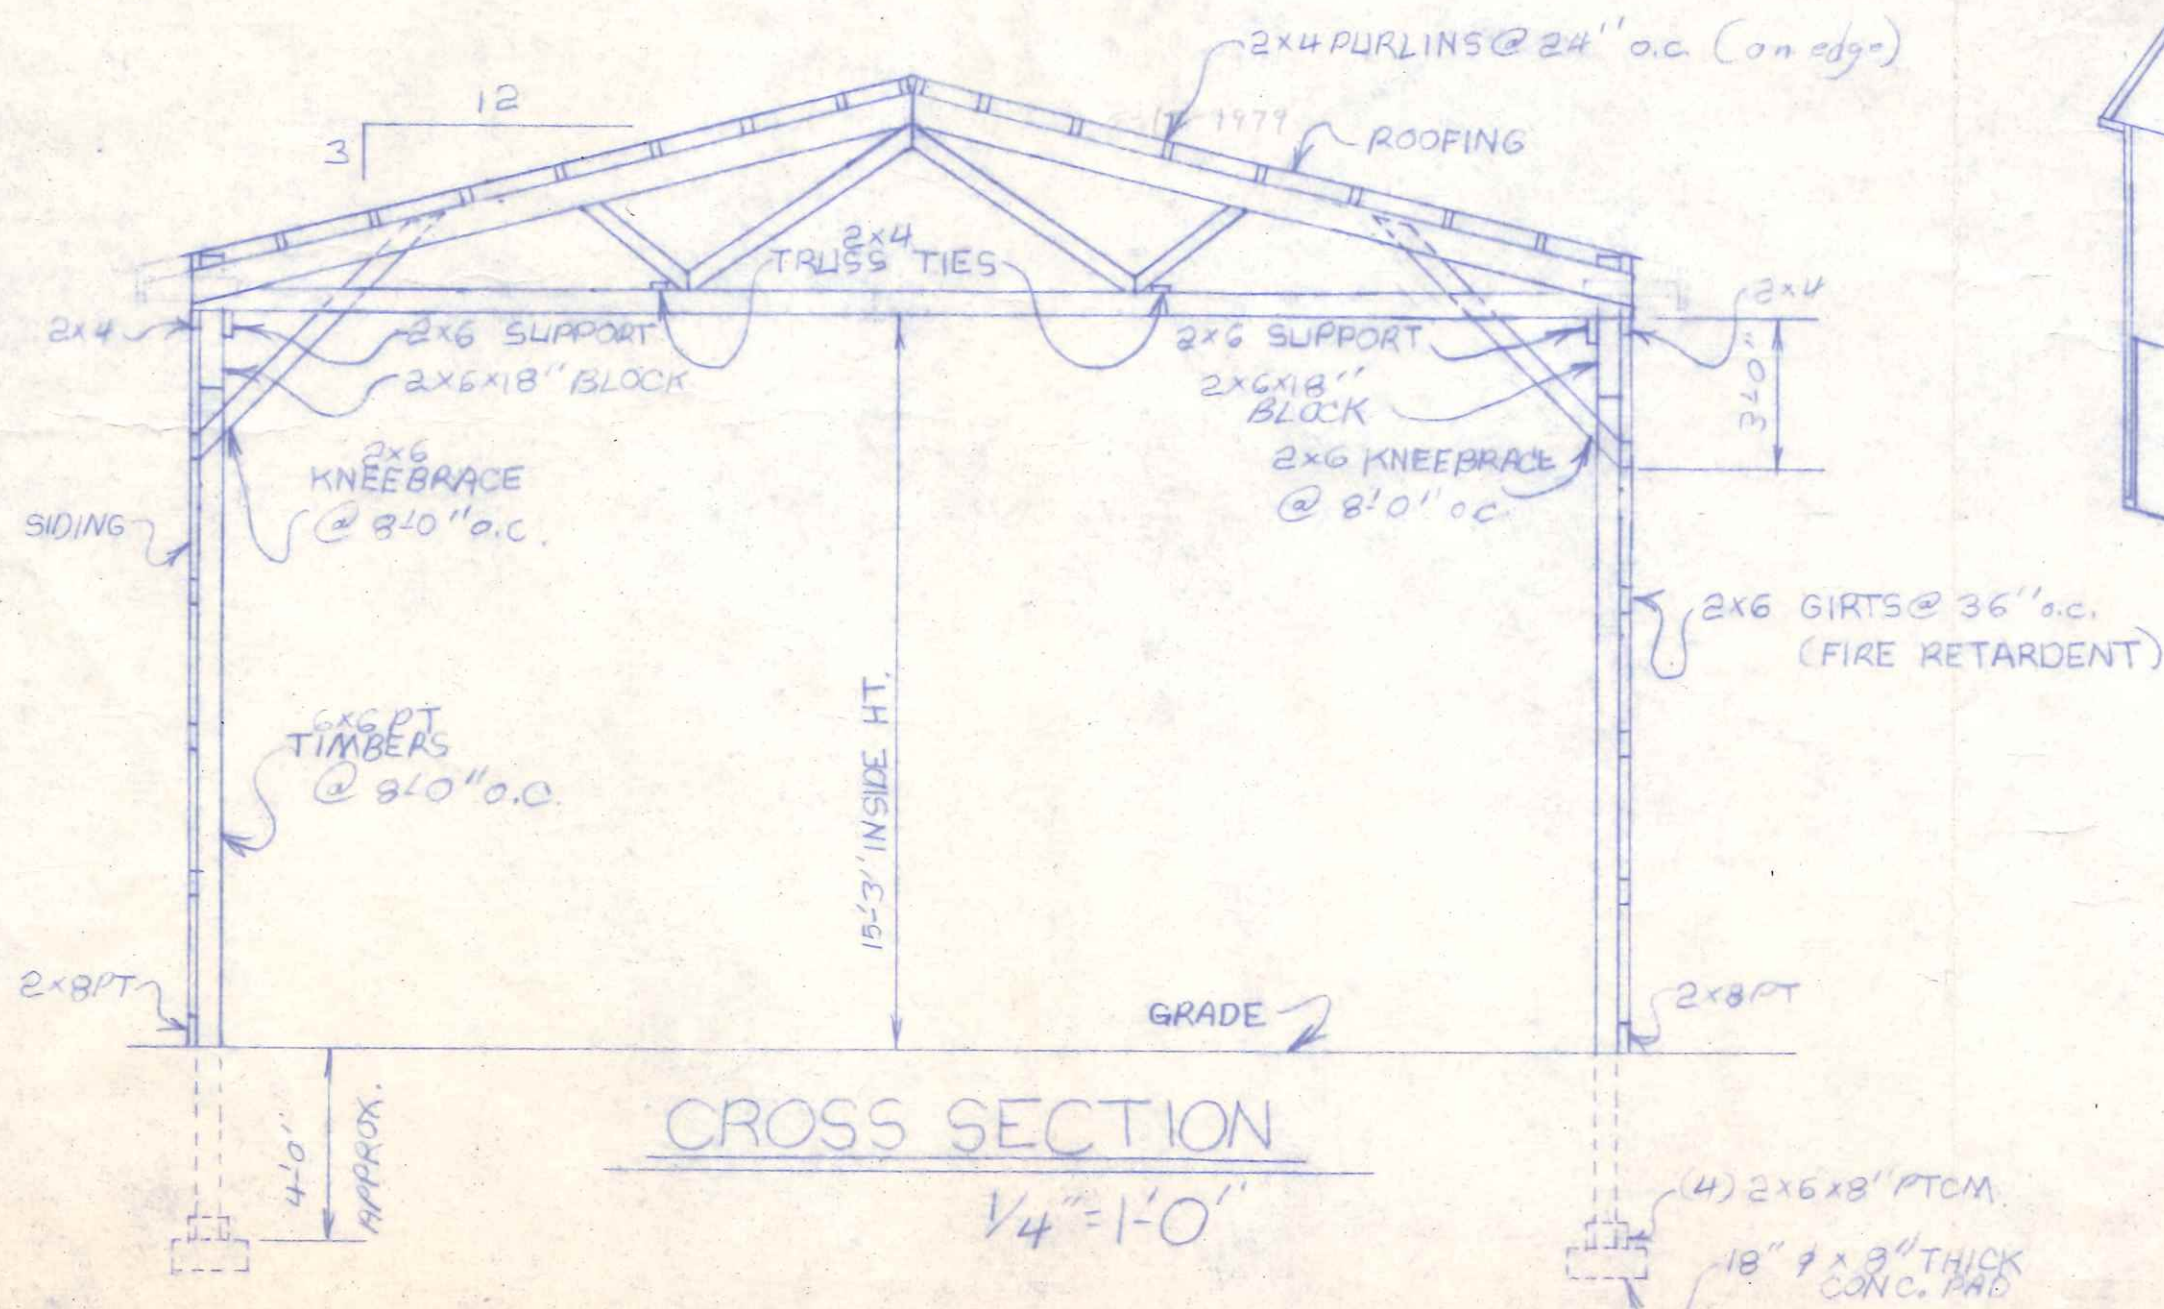 2x4 PURLINS @ 24" o.c. (on edge)
12
3
1979
ROOFING
2x4
TRUSS TIES
2x4
2x6 SUPPORT
2x6x18" BLOCK
2x6 SUPPORT
2x6x18"
BLOCK
2x4
3'-0"
2x6
KNEEBRACE
@ 8'-0" o.c.
2x6 KNEEBRACE
@ 8'-0" o.c.
SIDING
2x6 GIRTS @ 36" o.c.
(FIRE RETARDENT)
6x6 PT
TIMBERS
@ 8'-0" o.c.
15'-3' INSIDE HT.
2x8PT
GRADE
2x8PT
4'-0'
APPROX.
CROSS SECTION
1/4" = 1'-0"
(4) 2x6x8' PTCM.
18" φ x 8" THICK
CONC. PAD